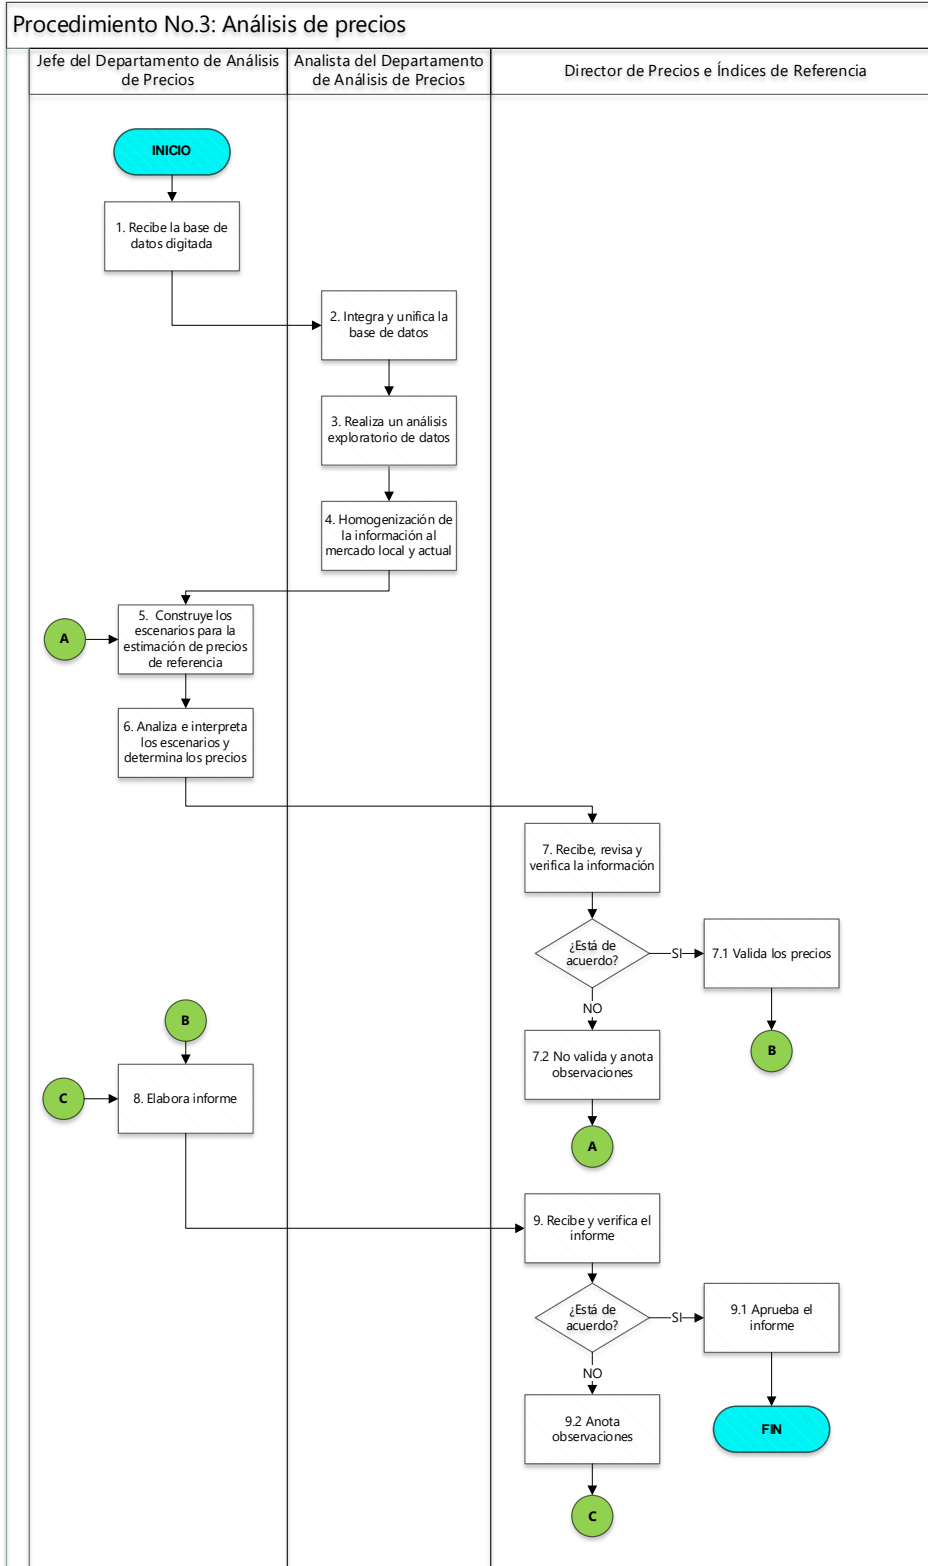 Procedimiento No.3: Análisis de precios
Jefe del Departamento de Análisis
de Precios
Analista del Departamento
de Análisis de Precios
Director de Precios e Índices de Referencia
INICIO
1. Recibe la base de
datos digitada
2. Integra y unifica la
base de datos
3. Realiza un análisis
exploratorio de datos
4. Homogenización de
la información al
mercado local y actual
A
5. Construye los
escenarios para la
estimación de precios
de referencia
6. Analiza e interpreta
los escenarios y
determina los precios
7. Recibe, revisa y
verifica la información
¿Está de
acuerdo?
SI
7.1 Valida los precios
NO
B
B
7.2 No valida y anota
observaciones
C
8. Elabora informe
A
9. Recibe y verifica el
informe
¿Está de
acuerdo?
SI
9.1 Aprueba el
informe
NO
9.2 Anota
observaciones
FIN
C